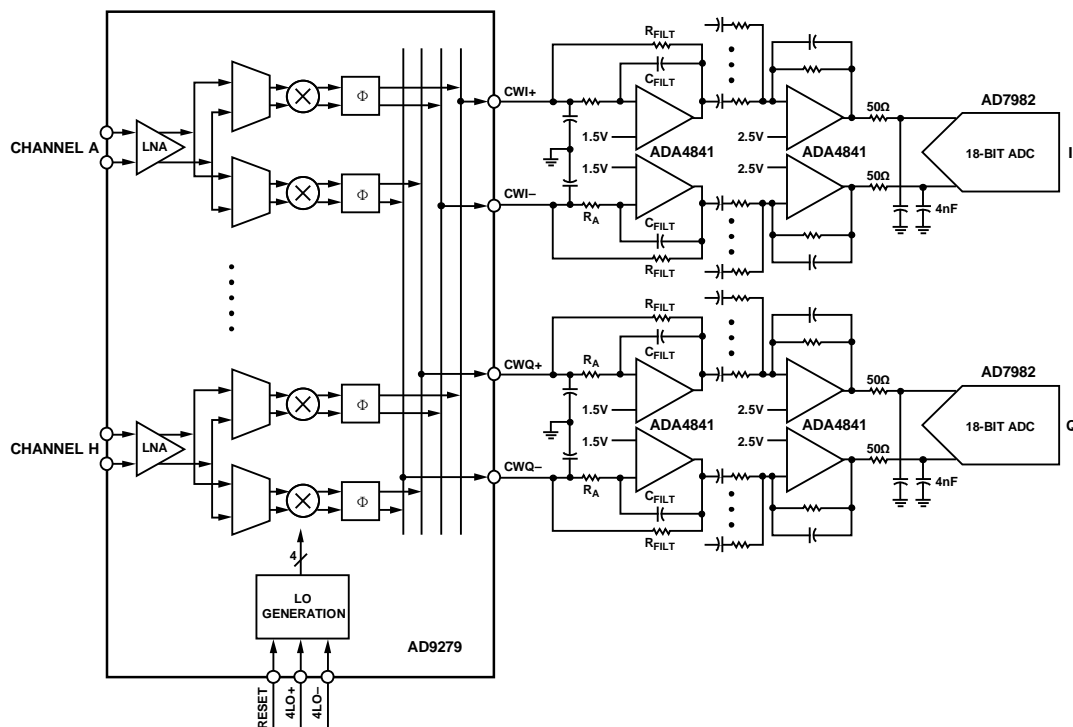 CHANNEL A
LNA
Φ
Φ
CHANNEL H
LNA
Φ
Φ
4
LO
GENERATION
AD9279
RESET
4LO+
4LO–
CWI+
CWI–
CWQ+
CWQ–
RFILT
CFILT
1.5V
ADA4841
1.5V
RA
CFILT
RFILT
2.5V
ADA4841
2.5V
50Ω
50Ω
4nF
AD7982
18-BIT ADC
I
RFILT
RA
CFILT
1.5V
ADA4841
1.5V
RA
CFILT
RFILT
2.5V
ADA4841
2.5V
50Ω
50Ω
4nF
AD7982
18-BIT ADC
Q